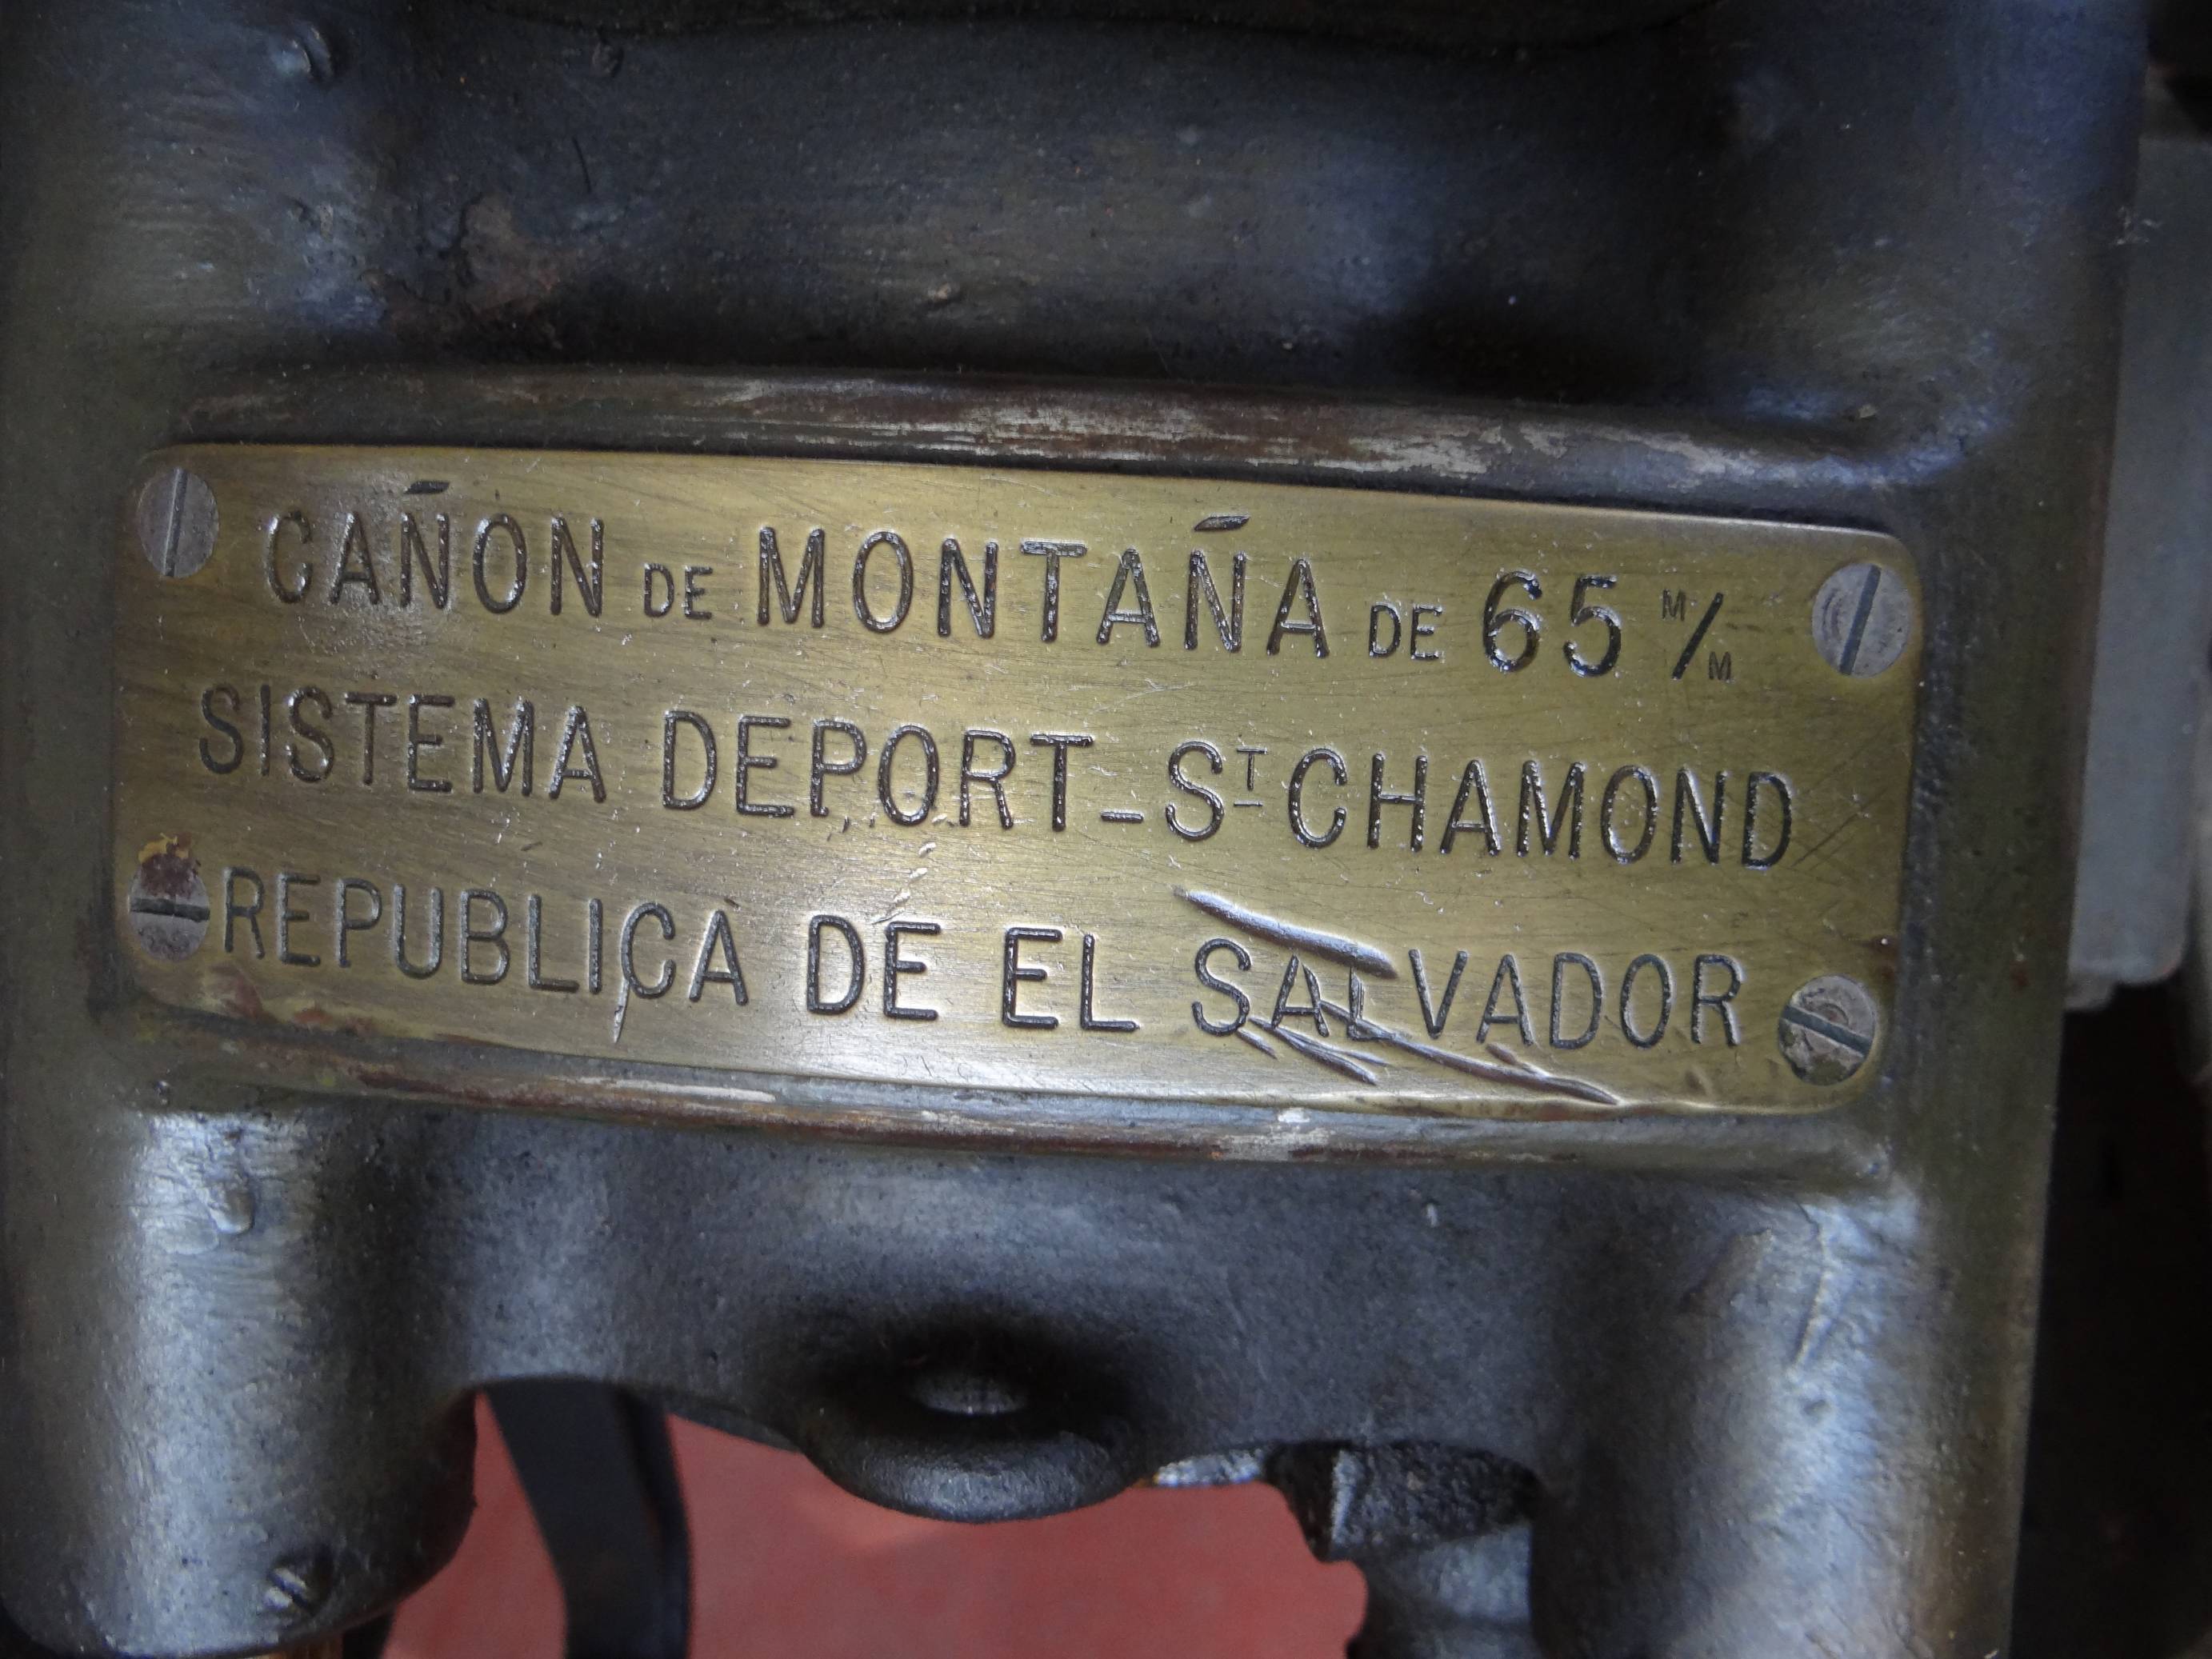 CAÑON DE MONTAÑA DE 65 M/M
SISTEMA DEPORT-ST CHAMOND
REPUBLICA DE EL SALVADOR